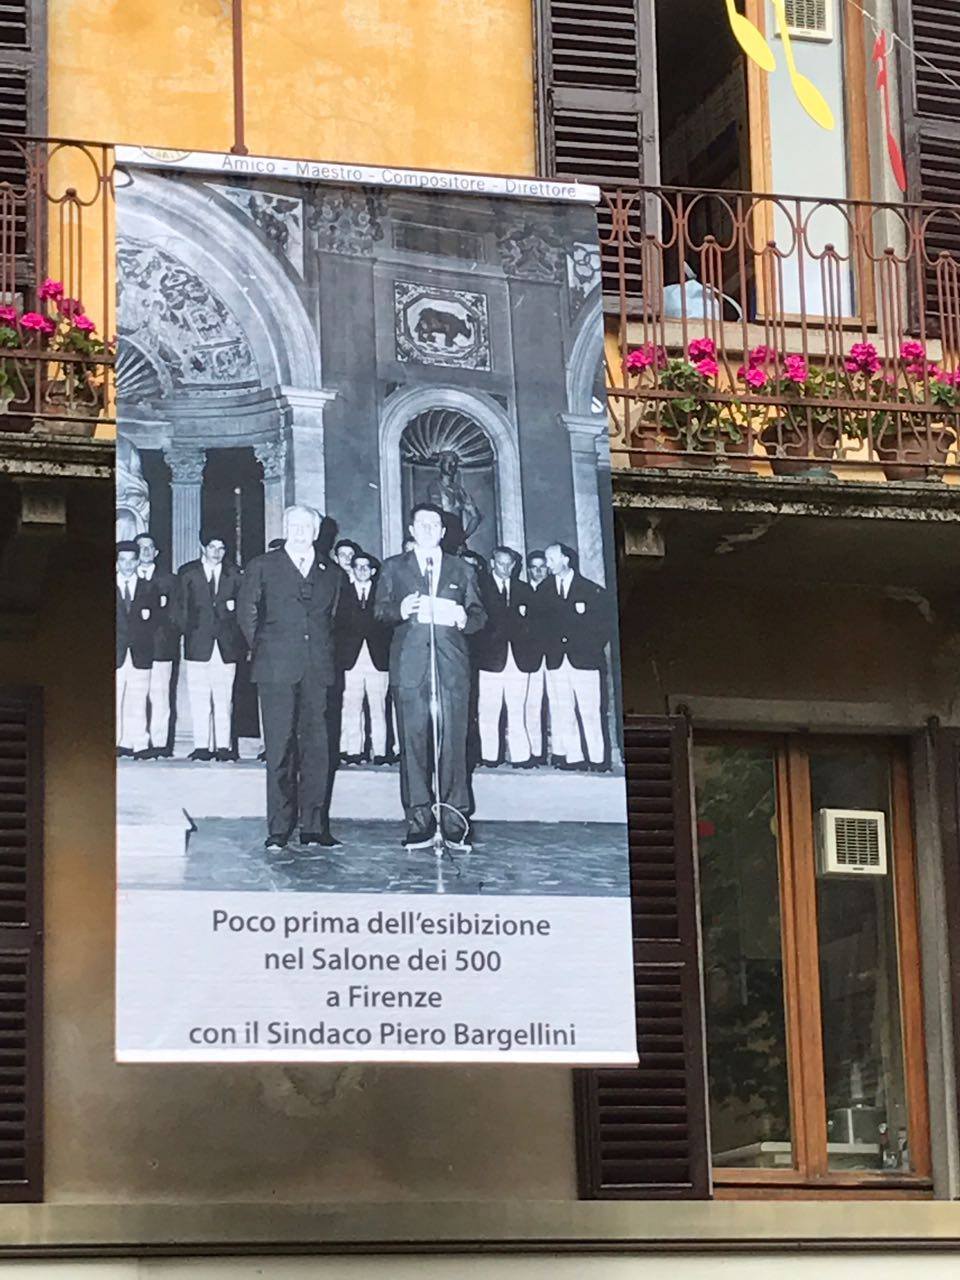 Amico - Maestro - Compositore - Direttore
Poco prima dell'esibizione
nel Salone dei 500
a Firenze
con il Sindaco Piero Bargellini